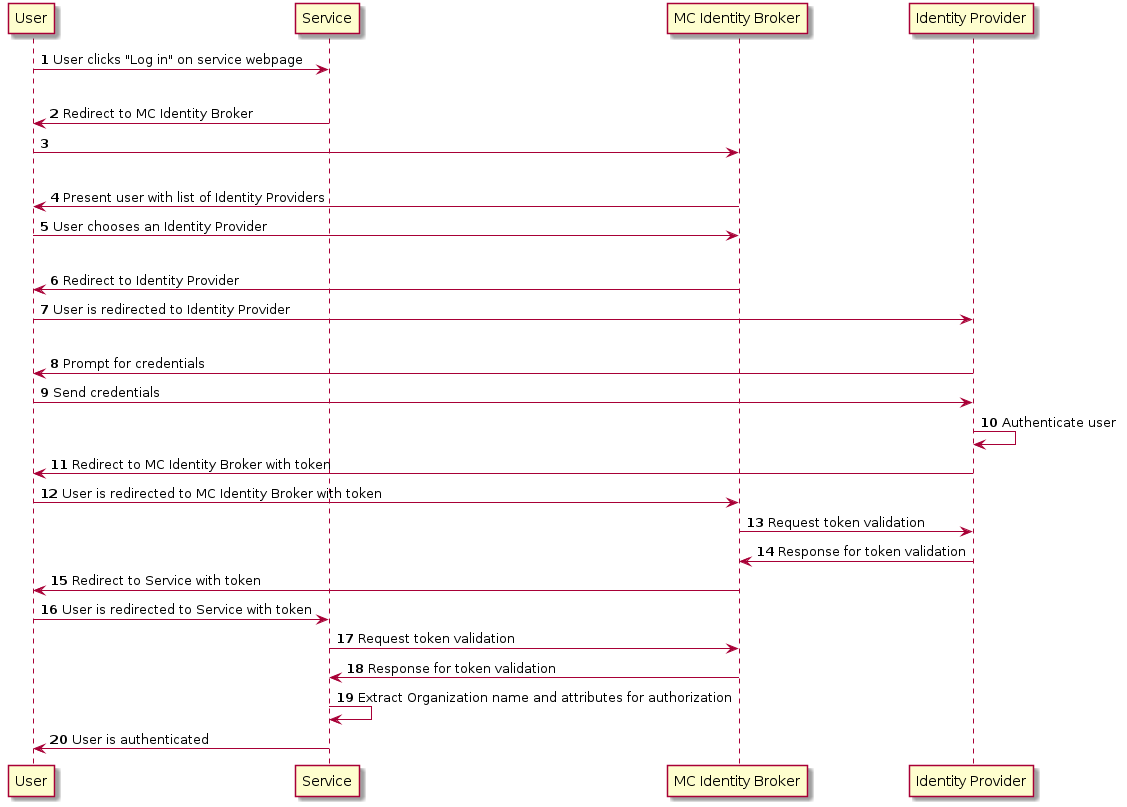 User Service MC Identity Broker Identity Provider
1 User clicks "Log in" on service webpage
2 Redirect to MC Identity Broker
3
4 Present user with list of Identity Providers
5 User chooses an Identity Provider
6 Redirect to Identity Provider
7 User is redirected to Identity Provider
8 Prompt for credentials
9 Send credentials
10 Authenticate user
11 Redirect to MC Identity Broker with token
12 User is redirected to MC Identity Broker with token
13 Request token validation
14 Response for token validation
15 Redirect to Service with token
16 User is redirected to Service with token
17 Request token validation
18 Response for token validation
19 Extract Organization name and attributes for authorization
20 User is authenticated
User Service MC Identity Broker Identity Provider